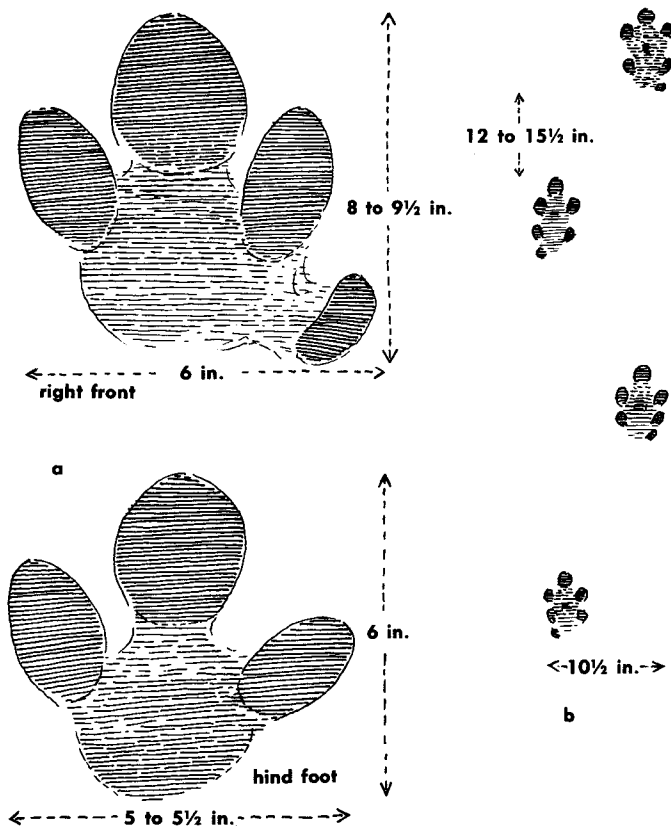 12 to 15½ in.
8 to 9½ in.
6 in.
right front
a
6 in.
10½ in.
b
hind foot
5 to 5½ in.